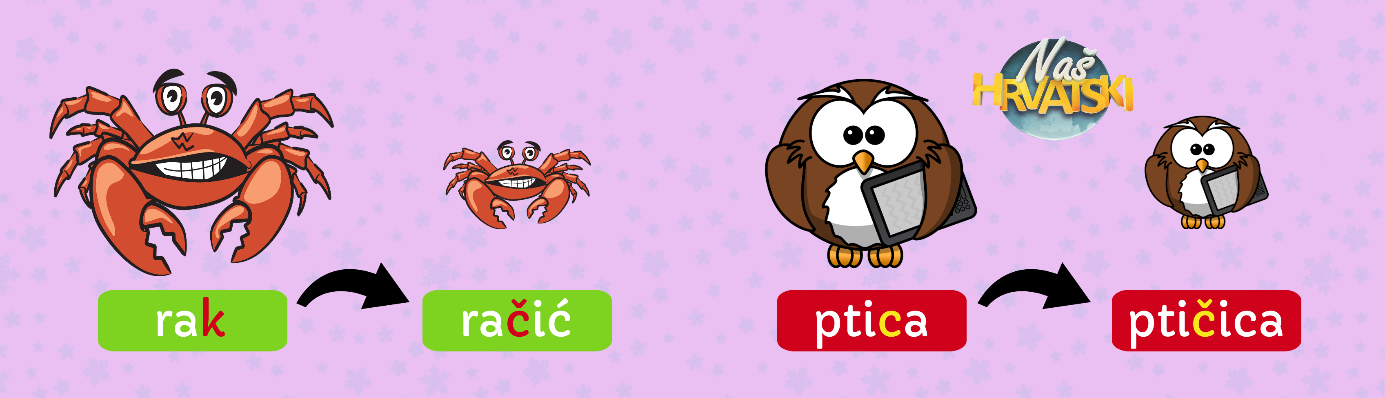 Naš
HRVATSKI
rak
račić
ptica
ptičica